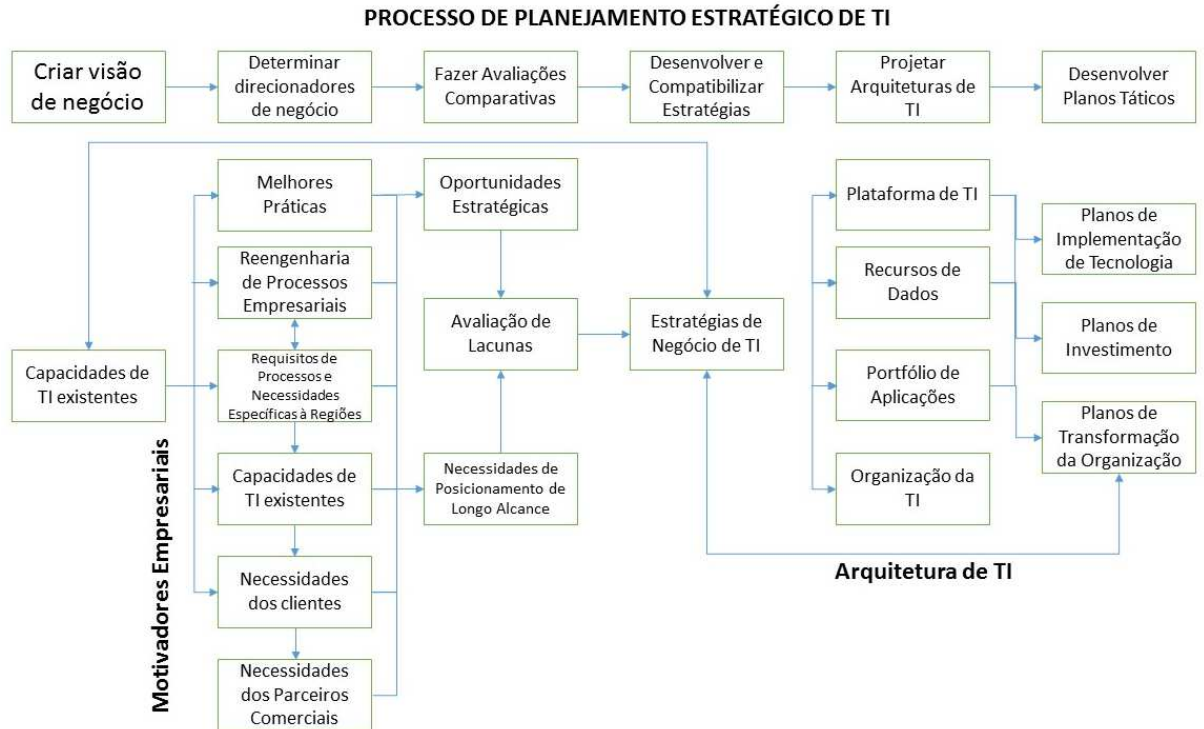 PROCESSO DE PLANEJAMENTO ESTRATÉGICO DE TI
Criar visão
de negócio
Determinar
direcionadores
de negócio
Fazer Avaliações
Comparativas
Desenvolver e
Compatibilizar
Estratégias
Projetar
Arquiteturas de
TI
Desenvolver
Planos Táticos
Capacidades de
TI existentes
Motivadores Empresariais
Melhores
Práticas
Reengenharia
de Processos
Empresariais
Requisitos de
Processos e
Necessidades
Específicas à Regiões
Capacidades de
TI existentes
Necessidades
dos clientes
Necessidades
dos Parceiros
Comerciais
Oportunidades
Estratégicas
Avaliação de
Lacunas
Necessidades de
Posicionamento de
Longo Alcance
Estratégias de
Negócio de TI
Plataforma de TI
Recursos de
Dados
Portfólio de
Aplicações
Organização da
TI
Planos de
Implementação
de Tecnologia
Planos de
Investimento
Planos de
Transformação
da Organização
Arquitetura de TI